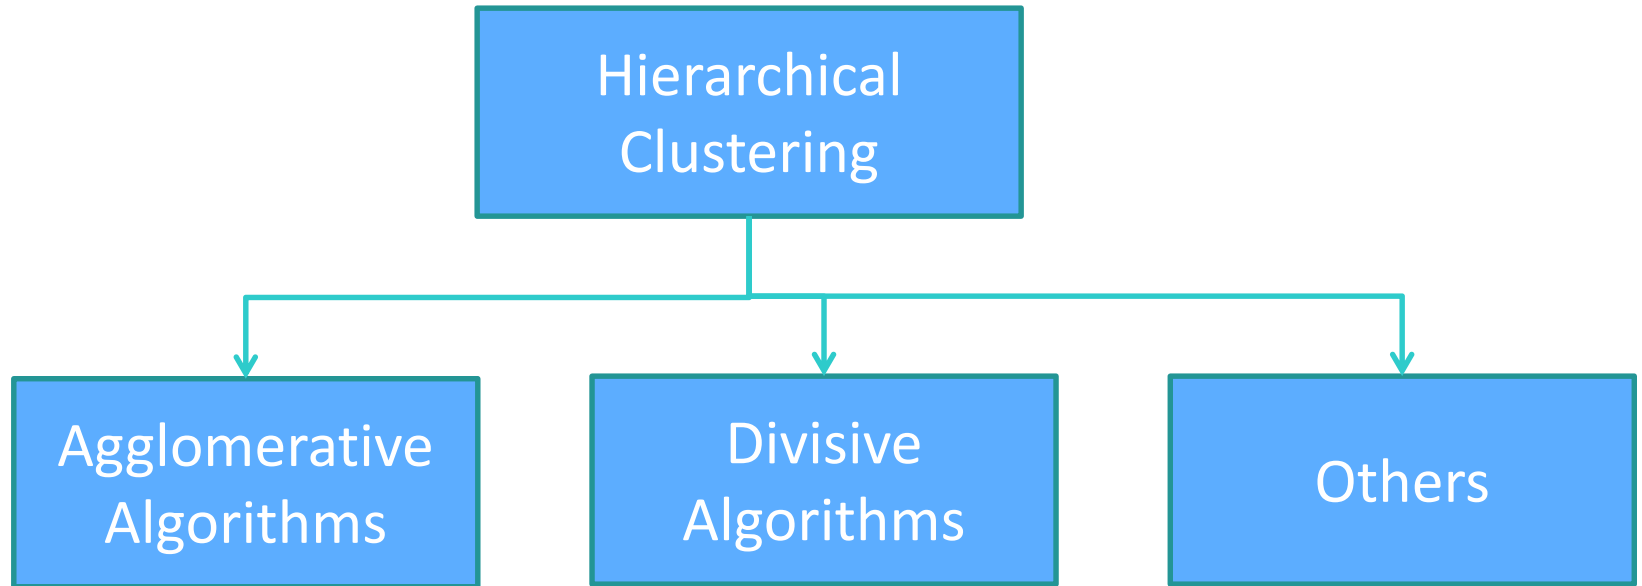 Hierarchical
Clustering
Agglomerative
Algorithms
Divisive
Algorithms
Others